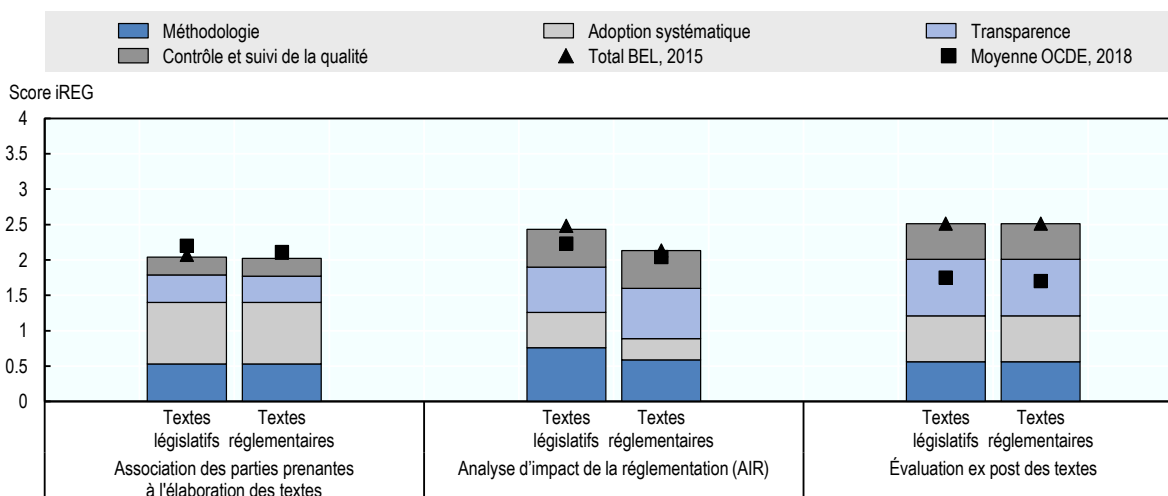 Méthodologie
Adoption systématique
Transparence
Contrôle et suivi de la qualité
Total BEL, 2015
Moyenne OCDE, 2018
Score iREG
4
3.5
3
2.5
2
1.5
1
0.5
0
Textes législatifs
Textes réglementaires
Textes législatifs
Textes réglementaires
Textes législatifs
Textes réglementaires
Association des parties prenantes
à l'élaboration des textes
Analyse d'impact de la réglementation (AIR)
Évaluation ex post des textes